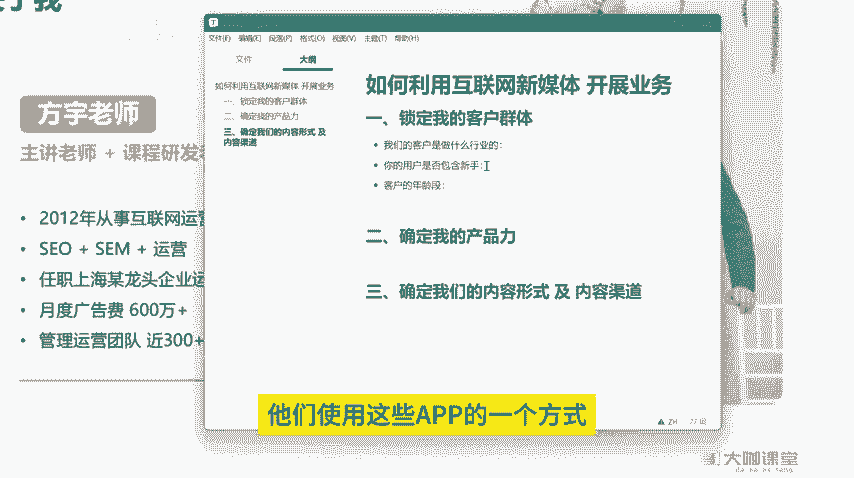 方宇老师
主讲老师 + 课程研发
• 2012年从事互联网运营
• SEO + SEM + 运营
• 任职上海某龙头企业运
• 月度广告费 600万+
• 管理运营团队 近300+
文件(F) 编辑(E) 段落(P) 格式(O) 视图(V) 主题(T) 帮助(H)
文件 大纲
如何利用互联网新媒体 开展业务
一、锁定我的客户群体
二、确定我的产品力
三、确定我们的内容形式 及
内容渠道
如何利用互联网新媒体 开展业务
一、锁定我的客户群体
• 我们的客户是做什么行业的:
• 你的用户是否包含新手:
• 客户的年龄段:
二、确定我的产品力
三、确定我们的内容形式 及 内容渠道
他们使用这些APP的一个方式
大咖课堂